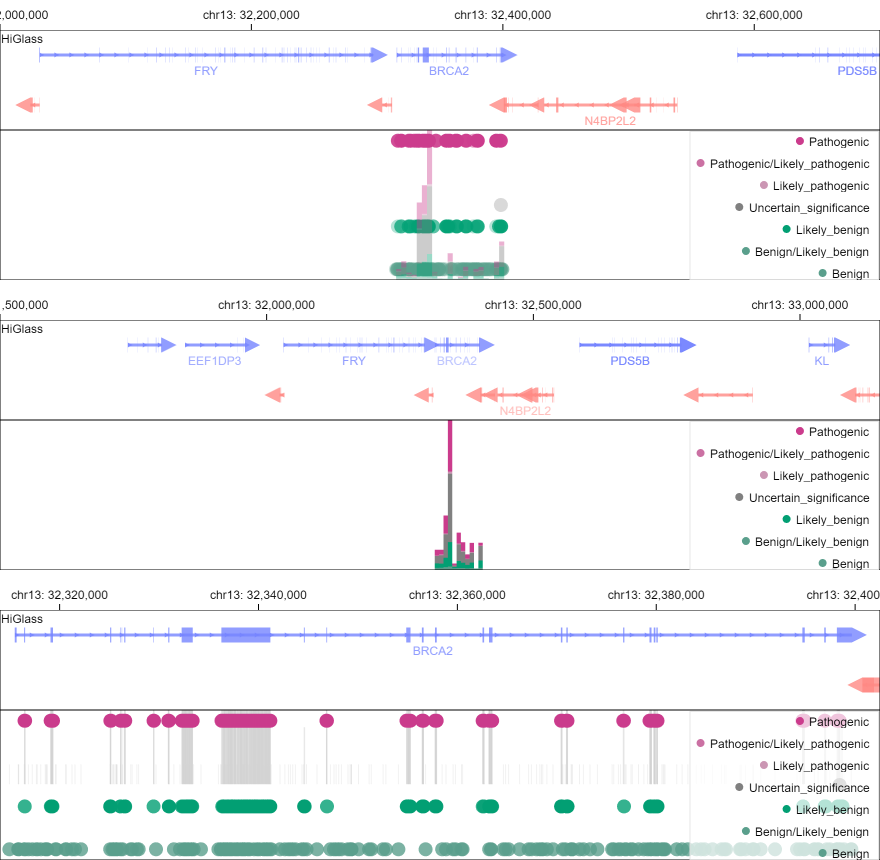 2,000,000 chr13: 32,200,000 chr13: 32,400,000 chr13: 32,600,000
HiGlass
FRY BRCA2 PDS5B
N4BP2L2
Pathogenic
Pathogenic/Likely_pathogenic
Likely_pathogenic
Uncertain_significance
Likely_benign
Benign/Likely_benign
Benign
,500,000 chr13: 32,000,000 chr13: 32,500,000 chr13: 33,000,000
HiGlass
EEF1DP3 FRY BRCA2 PDS5B KL
N4BP2L2
Pathogenic
Pathogenic/Likely_pathogenic
Likely_pathogenic
Uncertain_significance
Likely_benign
Benign/Likely_benign
Benign
chr13: 32,320,000 chr13: 32,340,000 chr13: 32,360,000 chr13: 32,380,000 chr13: 32,40
HiGlass
BRCA2
Pathogenic
Pathogenic/Likely_pathogenic
Likely_pathogenic
Uncertain_significance
Likely_benign
Benign/Likely_benign
Benign